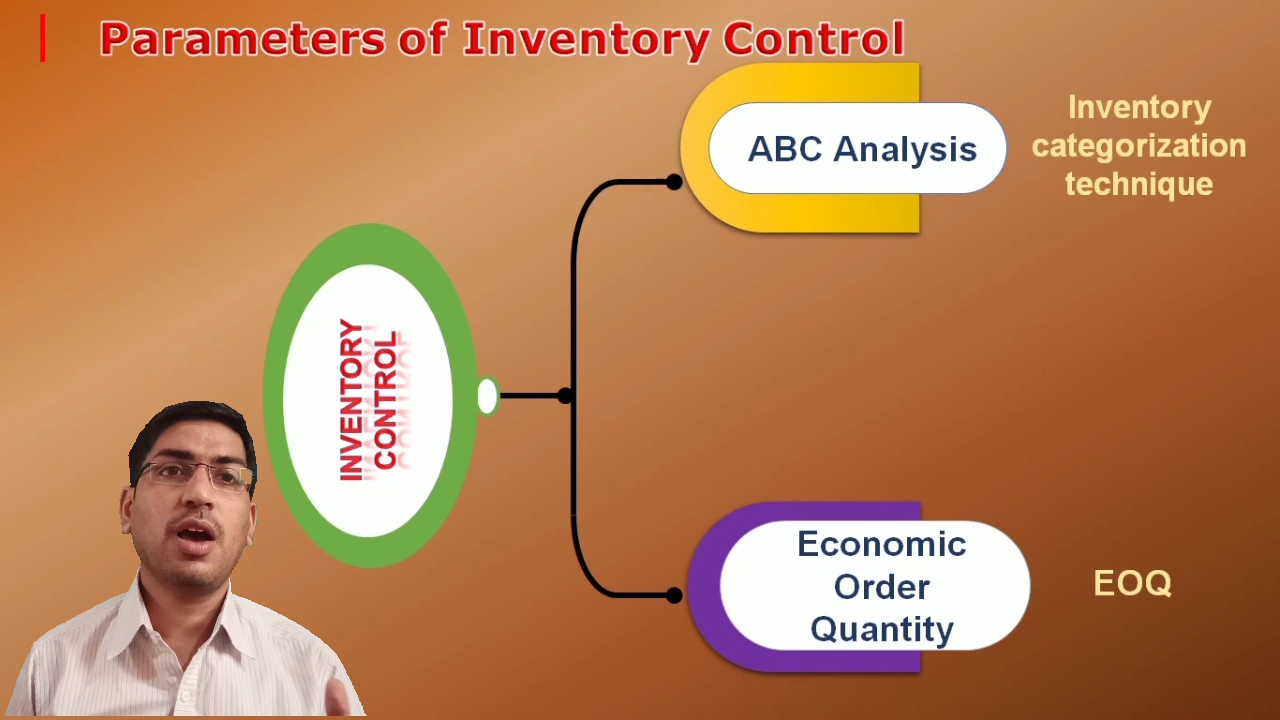 Parameters of Inventory Control
ABC Analysis
Inventory
categorization
technique
INVENTORY
CONTROL
Economic
Order
Quantity
EOQ